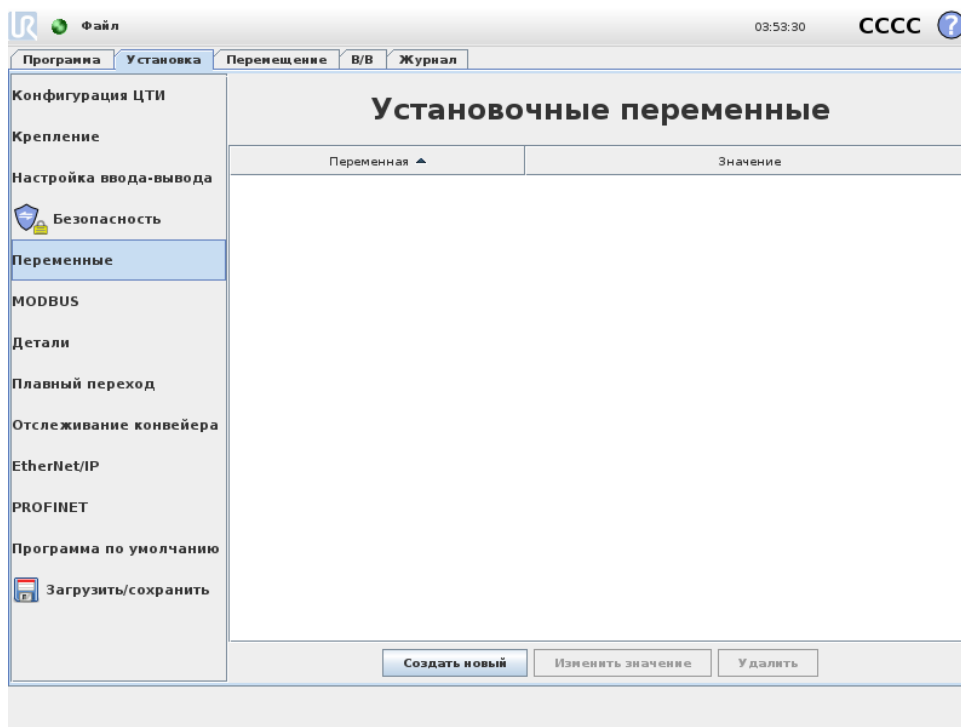 UR Файл 03:53:30 CCCC ?
Программа Установка Перемещение В/В Журнал
Конфигурация ЦТИ
Установочные переменные
Крепление
Переменная Значение
Настройка ввода-вывода
Безопасность
Переменные
MODBUS
Детали
Плавный переход
Отслеживание конвейера
EtherNet/IP
PROFINET
Программа по умолчанию
Загрузить/сохранить
Создать новый Изменить значение Удалить